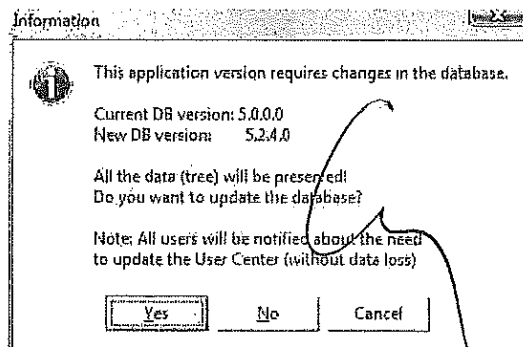 Information
This application version requires changes in the database.
Current DB version: 5.0.0.0
New DB version: 5.2.4.0
All the data (tree) will be presented!
Do you want to update the database?
Note: All users will be notified about the need
to update the User Center (without data loss)
Yes
No
Cancel